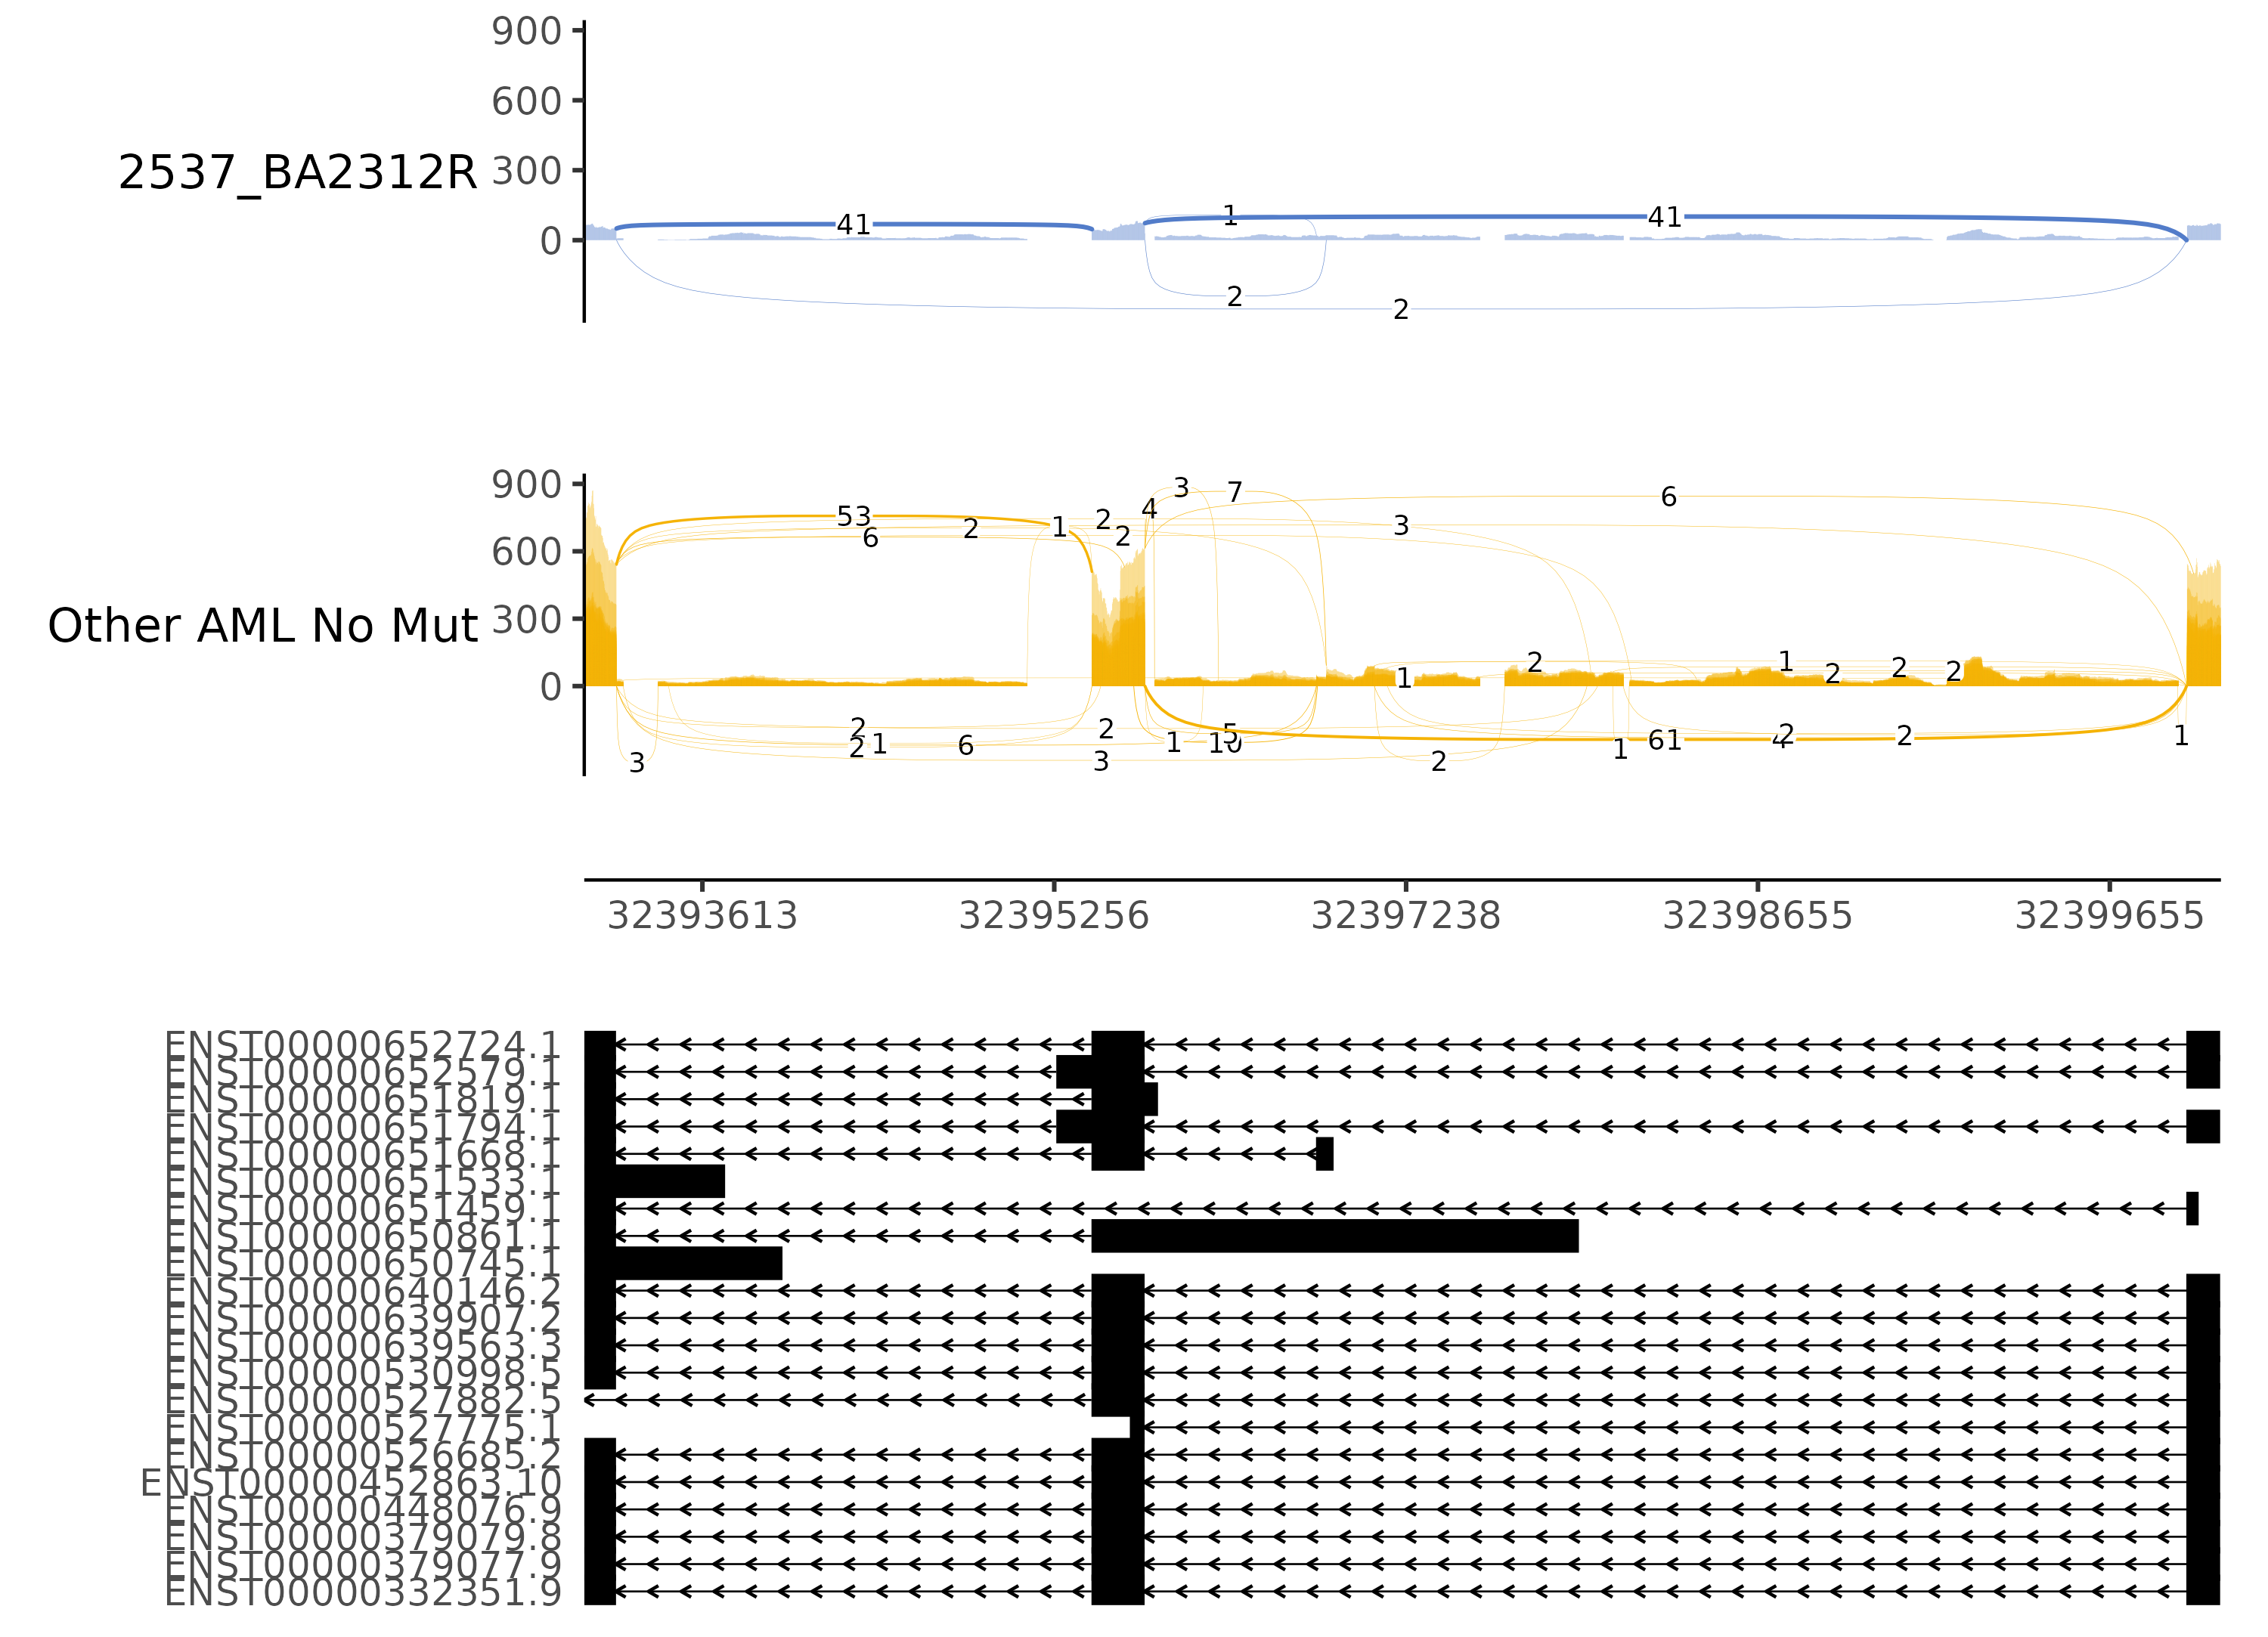 900
600
2537_BA2312R 300
0
1
41
41
2
2
900
600
Other AML No Mut 300
0
3
7
4
6
53
2
1
2
3
6
2
1
2
1
2
2
2
2
2
1
6
2
3
1
5
10
3
2
1
61
4
2
2
1
3
32393613 32395256 32397238 32398655 32399655
ENST00000652724.1
ENST00000652579.1
ENST00000651819.1
ENST00000651794.1
ENST00000651668.1
ENST00000651533.1
ENST00000651459.1
ENST00000650861.1
ENST00000650745.1
ENST00000640146.2
ENST00000639907.2
ENST00000639563.3
ENST00000530998.5
ENST00000527882.5
ENST00000527775.1
ENST00000526685.2
ENST00000452863.10
ENST00000448076.9
ENST00000379079.8
ENST00000379077.9
ENST00000332351.9